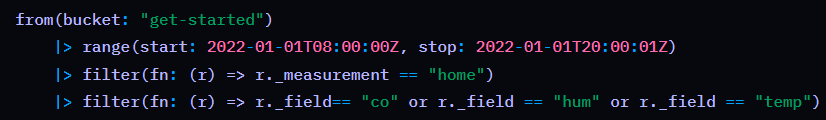 from(bucket: "get-started")
    |> range(start: 2022-01-01T08:00:00Z, stop: 2022-01-01T20:00:01Z)
    |> filter(fn: (r) => r._measurement == "home")
    |> filter(fn: (r) => r._field== "co" or r._field == "hum" or r._field == "temp")